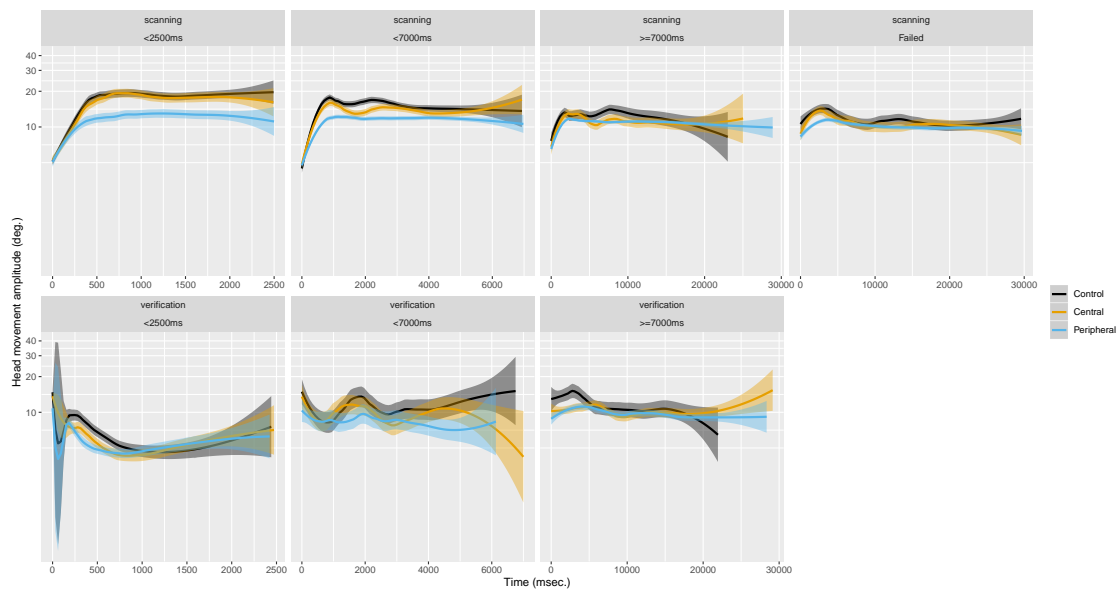 scanning
<2500ms
scanning
<7000ms
scanning
>=7000ms
scanning
Failed
40
30
20
10
0 500 1000 1500 2000 2500
0 2000 4000 6000
0 10000 20000 30000
0 10000 20000 30000
verification
<2500ms
verification
<7000ms
verification
>=7000ms
40
30
20
10
0 500 1000 1500 2000 2500
0 2000 4000 6000
0 10000 20000 30000
Head movement amplitude (deg.)
Time (msec.)
Control
Central
Peripheral